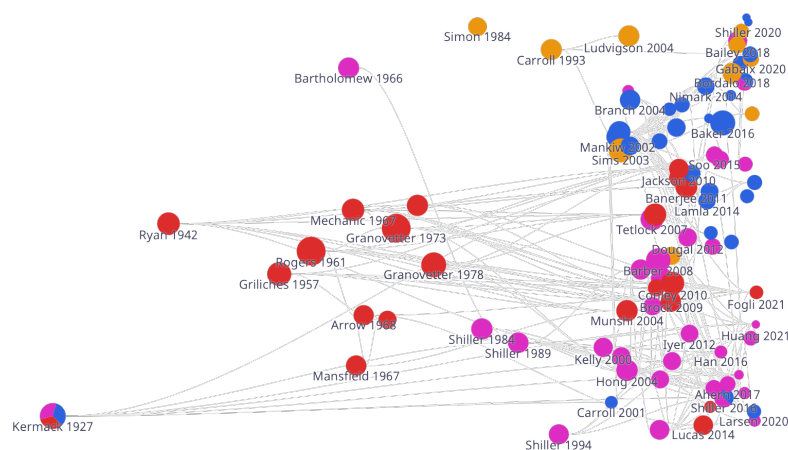 Shiller 2020
Simon 1984
Ludvigson 2004
Bailey 2018
Carroll 1993
Gabaix 2020
Bartholomew 1966
Bordalo 2018
Nimark 2004
Branch 2004
Baker 2016
Mankiw 2002
Sims 2003
Soo 2015
Jackson 2010
Banerjee 2011
Lamla 2014
Mechanic 1967
Ryan 1942
Granovetter 1973
Tetlock 2007
Dougal 2012
Rogers 1961
Barber 2008
Granovetter 1978
Griliches 1957
Conley 2010
Fogli 2021
Brock 2009
Munshi 2004
Arrow 1968
Huang 2021
Shiller 1984
Iyer 2012
Shiller 1989
Kelly 2000
Han 2016
Mansfield 1967
Hong 2004
Ahern 2017
Shiller 2016
Carroll 2001
Larsen 2020
Kermack 1927
Lucas 2014
Shiller 1994